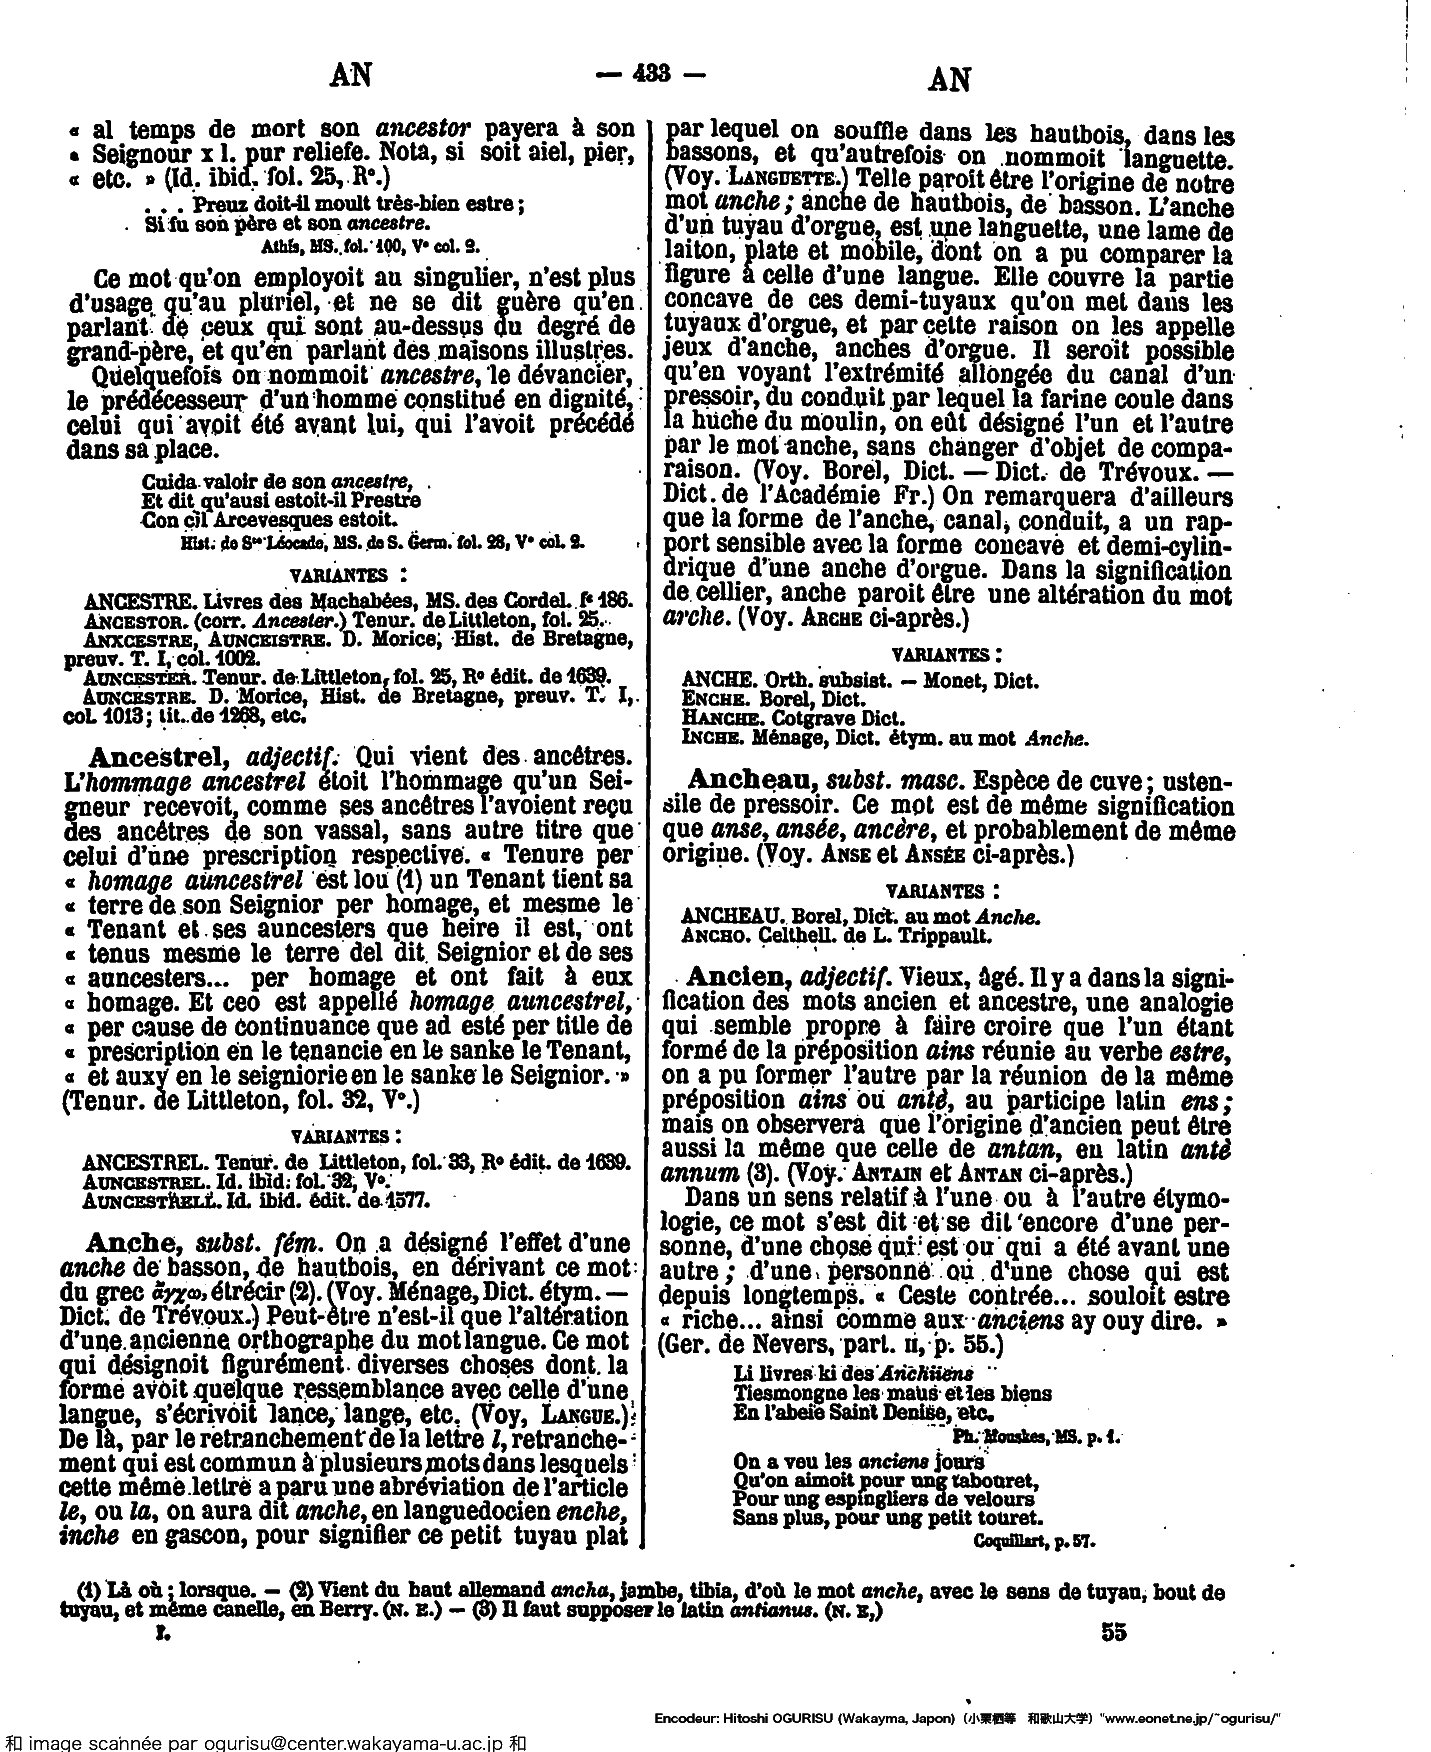 AN
— 433 —
AN
« al temps de mort son ancestor payera à son
« Seignour x l. pur reliefe. Nota, si soit aiel, pier,
« etc. » (Id. ibid. fol. 25, R°.)
. . . Preuz doit-il moult très-bien estre ;
Si fu son père et son ancestre.
Athis, MS. fol. 100, V° col. 2.
Ce mot qu'on employoit au singulier, n'est plus
d'usage qu'au pluriel, et ne se dit guère qu'en
parlant de ceux qui sont au-dessus du degré de
grand-père, et qu'en parlant des maisons illustres.
Quelquefois on nommoit ancestre, le dévancier,
le prédécesseur d'un homme constitué en dignité,
celui qui avoit été avant lui, qui l'avoit précédé
dans sa place.
Cuida valoir de son ancestre,
Et dit qu'ausi estoit-il Prestre
Con cil Arcevesques estoit.
Hist. de Ste Léocade, MS. de S. Germ. fol. 28, V° col. 2.
VARIANTES :
ANCESTRE. Livres des Machabées, MS. des Cordel. f° 186.
ANCESTOR. (corr. Ancester.) Tenur. de Littleton, fol. 25.
ANXCESTRE, AUNCEISTRE. D. Morice, Hist. de Bretagne,
preuv. T. I, col. 1002.
AUNCESTER. Tenur. de Littleton, fol. 25, R° édit. de 1639.
AUNCESTRE. D. Morice, Hist. de Bretagne, preuv. T. I,
col. 1013 ; tit. de 1268, etc.
Ancestrel, adjectif. Qui vient des ancêtres.
L'hommage ancestrel étoit l'hommage qu'un Sei-
gneur recevoit, comme ses ancêtres l'avoient reçu
des ancêtres de son vassal, sans autre titre que
celui d'une prescription respective. « Tenure per
« homage auncestrel est lou (1) un Tenant tient sa
« terre de son Seignior per homage, et mesme le
« Tenant et ses auncesters que heire il est, ont
« tenus mesme le terre del dit Seignior et de ses
« auncesters... per homage et ont fait à eux
« homage. Et ceo est appellé homage auncestrel,
« per cause de continuance que ad esté per title de
« prescription en le tenancie en le sanke le Tenant,
« et auxy en le seigniorie en le sanke le Seignior. »
(Tenur. de Littleton, fol. 32, V°.)
VARIANTES :
ANCESTREL. Tenur. de Littleton, fol. 33, R° édit. de 1639.
AUNCESTREL. Id. ibid. fol. 32, V°.
AUNCESTRELL. Id. ibid. édit. de 1577.
Anche, subst. fém. On a désigné l'effet d'une
anche de basson, de hautbois, en dérivant ce mot
du grec ἄγχω, étrécir (2). (Voy. Ménage, Dict. étym. —
Dict. de Trévoux.) Peut-être n'est-il que l'altération
d'une ancienne orthographe du mot langue. Ce mot
qui désignoit figurément diverses choses dont la
forme avoit quelque ressemblance avec celle d'une
langue, s'écrivoit lance, lange, etc. (Voy, LANGUE.)
De là, par le retranchement de la lettre l, retranche-
ment qui est commun à plusieurs mots dans lesquels
cette même lettre a paru une abréviation de l'article
le, ou la, on aura dit anche, en languedocien enche,
inche en gascon, pour signifier ce petit tuyau plat
par lequel on souffle dans les hautbois, dans les
bassons, et qu'autrefois on nommoit languette.
(Voy. LANGUETTE.) Telle paroit être l'origine de notre
mot anche ; anche de hautbois, de basson. L'anche
d'un tuyau d'orgue, est une languette, une lame de
laiton, plate et mobile, dont on a pu comparer la
figure à celle d'une langue. Elle couvre la partie
concave de ces demi-tuyaux qu'on met dans les
tuyaux d'orgue, et par cette raison on les appelle
jeux d'anche, anches d'orgue. Il seroit possible
qu'en voyant l'extrémité allongée du canal d'un
pressoir, du conduit par lequel la farine coule dans
la huche du moulin, on eût désigné l'un et l'autre
par le mot anche, sans changer d'objet de compa-
raison. (Voy. Borel, Dict. — Dict. de Trévoux. —
Dict. de l'Académie Fr.) On remarquera d'ailleurs
que la forme de l'anche, canal, conduit, a un rap-
port sensible avec la forme concave et demi-cylin-
drique d'une anche d'orgue. Dans la signification
de cellier, anche paroit être une altération du mot
arche. (Voy. ARCHE ci-après.)
VARIANTES :
ANCHE. Orth. subsist. — Monet, Dict.
ENCHE. Borel, Dict.
HANCHE. Cotgrave Dict.
INCHE. Ménage, Dict. étym. au mot Anche.
Ancheau, subst. masc. Espèce de cuve ; usten-
sile de pressoir. Ce mot est de même signification
que anse, ansée, ancère, et probablement de même
origine. (Voy. ANSE et ANSÉE ci-après.)
VARIANTES :
ANCHEAU. Borel, Dict. au mot Anche.
ANCHO. Celthell. de L. Trippault.
Ancien, adjectif. Vieux, âgé. Il y a dans la signi-
fication des mots ancien et ancestre, une analogie
qui semble propre à faire croire que l'un étant
formé de la préposition ains réunie au verbe estre,
on a pu former l'autre par la réunion de la même
préposition ains ou antè, au participe latin ens ;
mais on observera que l'origine d'ancien peut être
aussi la même que celle de antan, en latin antè
annum (3). (Voy. ANTAIN et ANTAN ci-après.)
Dans un sens relatif à l'une ou à l'autre étymo-
logie, ce mot s'est dit et se dit encore d'une per-
sonne, d'une chose qui est ou qui a été avant une
autre ; d'une personne ou d'une chose qui est
depuis longtemps. « Ceste contrée... souloit estre
« riche... ainsi comme aux anciens ay ouy dire. »
(Ger. de Nevers, part. II, p. 55.)
Li livres ki des Anchiiens
Tiesmongne les maus et les biens
En l'abeie Saint Denise, etc.
Ph. Mouskes, MS. p. 1.
On a veu les anciens jours
Qu'on aimoit pour ung tabouret,
Pour ung espingliers de velours
Sans plus, pour ung petit touret.
Coquillart, p. 57.
(1) Là où ; lorsque. — (2) Vient du haut allemand ancha, jambe, tibia, d'où le mot anche, avec le sens de tuyau, bout de
tuyau, et même canelle, en Berry. (N. E.) — (3) Il faut supposer le latin antianus. (N. E,)
I.
55
Encodeur: Hitoshi OGURISU (Wakayma, Japon) (小栗栖等 和歌山大学) "www.eonet.ne.jp/~ogurisu/"
和 image scannée par ogurisu@center.wakayama-u.ac.jp 和